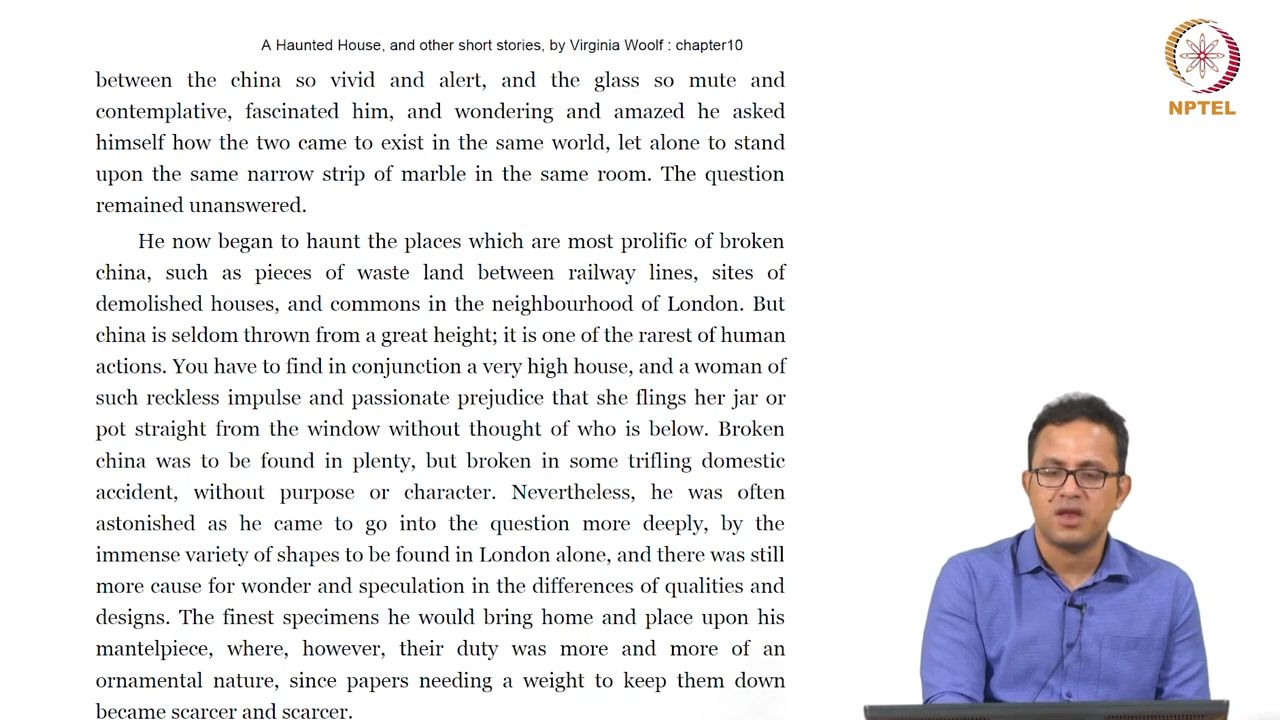 A Haunted House, and other short stories, by Virginia Woolf : chapter10
between the china so vivid and alert, and the glass so mute and
contemplative, fascinated him, and wondering and amazed he asked
himself how the two came to exist in the same world, let alone to stand
upon the same narrow strip of marble in the same room. The question
remained unanswered.
He now began to haunt the places which are most prolific of broken
china, such as pieces of waste land between railway lines, sites of
demolished houses, and commons in the neighbourhood of London. But
china is seldom thrown from a great height; it is one of the rarest of human
actions. You have to find in conjunction a very high house, and a woman of
such reckless impulse and passionate prejudice that she flings her jar or
pot straight from the window without thought of who is below. Broken
china was to be found in plenty, but broken in some trifling domestic
accident, without purpose or character. Nevertheless, he was often
astonished as he came to go into the question more deeply, by the
immense variety of shapes to be found in London alone, and there was still
more cause for wonder and speculation in the differences of qualities and
designs. The finest specimens he would bring home and place upon his
mantelpiece, where, however, their duty was more and more of an
ornamental nature, since papers needing a weight to keep them down
became scarcer and scarcer.
NPTEL